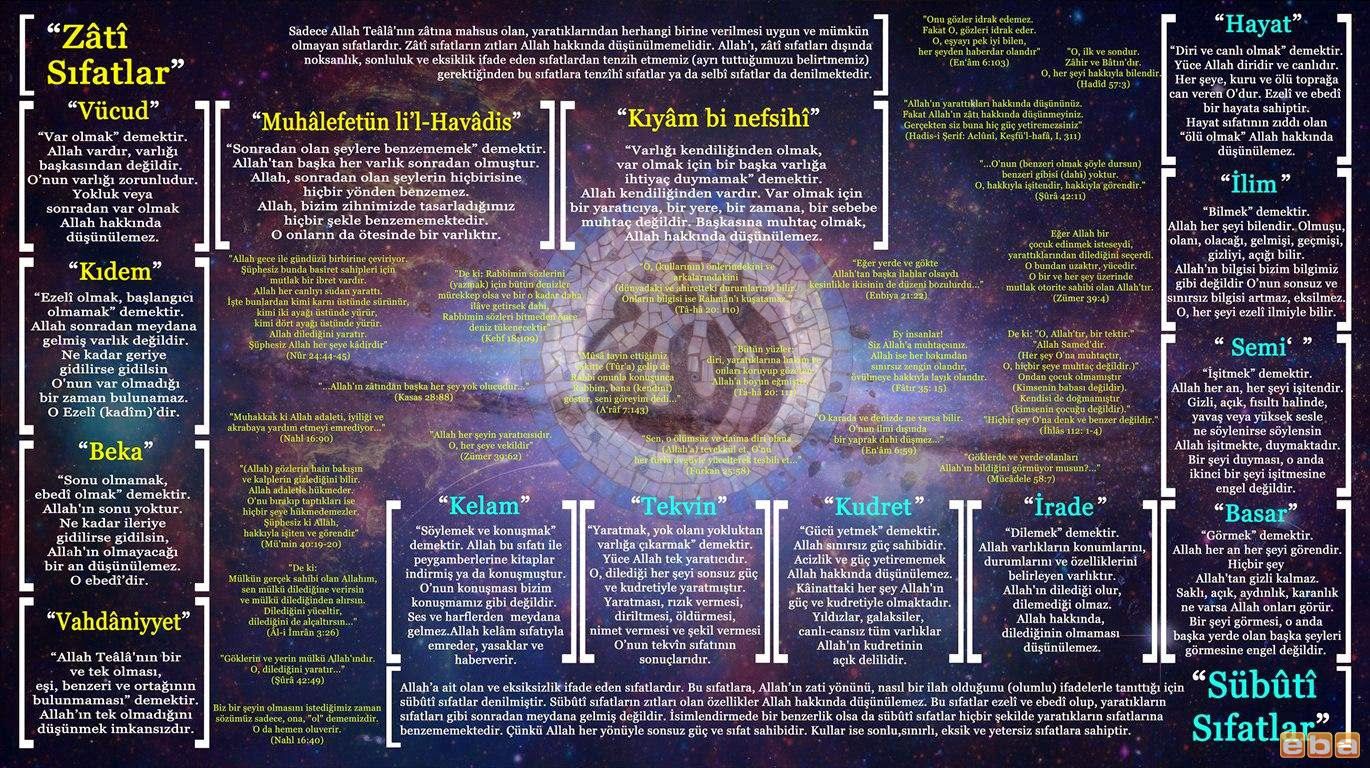 “Zâtî
Sıfatlar”
Sadece Allah Teâlâ'nın zâtına mahsus olan, yaratıklarından herhangi birine verilmesi uygun ve mümkün
olmayan sıfatlardır. Zâtî sıfatların zıtları Allah hakkında düşünülmemelidir. Allah’ı, zâtî sıfatları dışında
noksanlık, sonluluk ve eksiklik ifade eden sıfatlardan tenzih etmemiz (ayrı tuttuğumuzu belirtmemiz)
gerektiğinden bu sıfatlara tenzîhî sıfatlar ya da selbî sıfatlar da denilmektedir.
“Vücud”
“Var olmak” demektir.
Allah vardır, varlığı
başkasından değildir.
O’nun varlığı zorunludur.
Yokluk veya
sonradan var olmak
Allah hakkında
düşünülemez.
“Kıdem”
“Ezelî olmak, başlangıcı
olmamak” demektir.
Allah sonradan meydana
gelmiş varlık değildir.
Ne kadar geriye
gidilirse gidilsin
O'nun var olmadığı
bir zaman bulunamaz.
O Ezelî (kadîm)’dir.
“Beka”
“Sonu olmamak,
ebedî olmak” demektir.
Allah'ın sonu yoktur.
Ne kadar ileriye
gidilirse gidilsin,
Allah'ın olmayacağı
bir an düşünülemez.
O ebedî’dir.
“Vahdâniyyet”
“Allah Teâlâ'nın bir
ve tek olması,
eşi, benzeri ve ortağının
bulunmaması” demektir.
Allah’ın tek olmadığını
düşünmek imkansızdır.
“Muhâlefetün li’l-Havâdis”
“Sonradan olan şeylere benzememek” demektir.
Allah'tan başka her varlık sonradan olmuştur.
Allah, sonradan olan şeylerin hiçbirisine
hiçbir yönden benzemez.
Allah, bizim zihnimizde tasarladığımız
hiçbir şekle benzememektedir.
O onların da ötesinde bir varlıktır.
“Kıyâm bi nefsihî”
“Varlığı kendiliğinden olmak,
var olmak için bir başka varlığa
ihtiyaç duymamak” demektir.
Allah kendiliğinden vardır. Var olmak için
bir yaratıcıya, bir yere, bir zamana, bir sebebe
muhtaç değildir. Başkasına muhtaç olmak,
Allah hakkında düşünülemez.
"Onu gözler idrak edemez.
Fakat O, gözleri idrak eder.
O, eşyayı pek iyi bilen,
her şeyden haberdar olandır"
(En'âm 6:103)
"O, ilk ve sondur.
Zâhir ve Bâtın'dır.
O, her şeyi hakkıyla bilendir.
(Hadîd 57:3)
"Allah'ın yarattıkları hakkında düşününüz.
Fakat Allah'ın zâtı hakkında düşünmeyiniz.
Gerçekten siz buna hiç güç yetiremezsiniz"
(Hadis-i Şerif: Aclûnî, Keşfü'l-hafâ, I, 311)
"...O'nun (benzeri olmak şöyle dursun)
benzeri gibisi (dahi) yoktur.
O, hakkıyla işitendir, hakkıyla görendir."
(Şûrâ 42:11)
Eğer Allah bir
çocuk edinmek isteseydi,
yarattıklarından dilediğini seçerdi.
O bundan uzaktır, yücedir.
O bir ve her şey üzerinde
mutlak otorite sahibi olan Allah'tır.
(Zümer 39:4)
"Allah gece ile gündüzü birbirine çeviriyor.
Şüphesiz bunda basiret sahipleri için
mutlak bir ibret vardır.
Allah her canlıyı sudan yarattı.
İşte bunlardan kimi karnı üstünde sürünür,
kimi iki ayağı üstünde yürür,
kimi dört ayağı üstünde yürür.
Allah dilediğini yaratır.
Şüphesiz Allah her şeye kâdirdir"
(Nûr 24:44-45)
"De ki: Rabbimin sözlerini
(yazmak) için bütün denizler
mürekkep olsa ve bir o kadar daha
ilâve getirsek dahi,
Rabbimin sözleri bitmeden önce
deniz tükenecektir"
(Kehf 18:109)
"O, (kullarının) önlerindekini ve
arkalarındakini
(dünyadaki ve ahiretteki durumlarını) bilir.
Onların bilgisi ise Rahmân'ı kuşatamaz."
(Tâ-hâ 20: 110)
"Eğer yerde ve gökte
Allah'tan başka ilahlar olsaydı
kesinlikle ikisinin de düzeni bozulurdu..."
(Enbiya 21:22)
"Mûsâ tayin ettiğimiz
vakitte (Tûr'a) gelip de
Rabbi onunla konuşunca
Rabbim, bana (kendini)
göster, seni göreyim dedi..."
(A'râf 7:143)
"Bütün yüzler;
diri, yaratıklarına hakim ve
onları koruyup gözeten
Allah'a boyun eğmiştir.
(Tâ-hâ 20: 111)
Ey insanlar!
Siz Allah'a muhtaçsınız.
Allah ise her bakımdan
sınırsız zengin olandır,
övülmeye hakkıyla layık olandır.
(Fâtır 35: 15)
De ki: "O, Allah'tır, bir tektir."
"Allah Samed'dir.
(Her şey O'na muhtaçtır,
O, hiçbir şey'e muhtaç değildir.)"
Ondan çocuk olmamıştır
(Kimsenin babası değildir).
Kendisi de doğmamıştır
(kimsenin çocuğu değildir)."
"Hiçbir şey O'na denk ve benzer değildir."
(İhlâs 112: 1-4)
"...Allah'ın zâtından başka her şey yok olucudur..."
(Kasas 28:88)
"Muhakkak ki Allah adaleti, iyiliği ve
akrabaya yardım etmeyi emrediyor..."
(Nahl 16:90)
"Allah her şeyin yaratıcısıdır.
O, her şeye vekildir"
(Zümer 39:62)
"Sen, o ölümsüz ve daima diri olana
(Allah'a) tevekkül et. O'nu
her türlü övgüyle yücelterek tesbih et..."
(Furkan 25:58)
"O karada ve denizde ne varsa bilir.
O'nun ilmi dışında
bir yaprak dahi düşmez..."
(En'âm 6:59)
"Göklerde ve yerde olanları
Allah'ın bildiğini görmüyor musun?..."
(Mücâdele 58:7)
"(Allah) gözlerin hain bakışın
ve kalplerin gizlediğini bilir.
Allah adaletle hükmeder.
O'nu bırakıp taptıkları ise
hiçbir şeye hükmedemezler.
Şüphesiz ki Allâh,
hakkıyla işiten ve görendir"
(Mü'min 40:19-20)
"De ki:
Mülkün gerçek sahibi olan Allahım,
sen mülkü dilediğine verirsin
ve mülkü dilediğinden alırsın.
Dilediğini yüceltir,
dilediğini de alçaltırsın..."
(Âl-i İmrân 3:26)
"Göklerin ve yerin mülkü Allah'ındır.
O, dilediğini yaratır..."
(Şûrâ 42:49)
Biz bir şeyin olmasını istediğimiz zaman
sözümüz sadece, ona, "ol" dememizdir.
O da hemen oluverir.
(Nahl 16:40)
“Kelam”
“Söylemek ve konuşmak”
demektir. Allah bu sıfatı ile
peygamberlerine kitaplar
indirmiş ya da konuşmuştur.
O’nun konuşması bizim
konuşmamız gibi değildir.
Ses ve harflerden meydana
gelmez.Allah kelâm sıfatıyla
emreder, yasaklar ve
haberverir.
“Tekvin”
“Yaratmak, yok olanı yokluktan
varlığa çıkarmak” demektir.
Yüce Allah tek yaratıcıdır.
O, dilediği her şeyi sonsuz güç
ve kudretiyle yaratmıştır.
Yaratması, rızık vermesi,
diriltmesi, öldürmesi,
nimet vermesi ve şekil vermesi
O’nun tekvîn sıfatının
sonuçlarıdır.
“Kudret”
“Gücü yetmek” demektir.
Allah sınırsız güç sahibidir.
Acizlik ve güç yetirememek
Allah hakkında düşünülemez.
Kâinattaki her şey Allah'ın
güç ve kudretiyle olmaktadır.
Yıldızlar, galaksiler,
canlı-cansız tüm varlıklar
Allah'ın kudretinin
açık delilidir.
“İrade”
“Dilemek” demektir.
Allah varlıkların konumlarını,
durumlarını ve özelliklerini
belirleyen varlıktır.
Allah'ın dilediği olur,
dilemediği olmaz.
Allah hakkında,
dilediğinin olmaması
düşünülemez.
“Hayat”
“Diri ve canlı olmak” demektir.
Yüce Allah diridir ve canlıdır.
Her şeye, kuru ve ölü toprağa
can veren O'dur. Ezelî ve ebedî
bir hayata sahiptir.
Hayat sıfatının zıddı olan
“ölü olmak” Allah hakkında
düşünülemez.
“İlim”
“Bilmek” demektir.
Allah her şeyi bilendir. Olmuşu,
olanı, olacağı, gelmişi, geçmişi,
gizliyi, açığı bilir.
Allah'ın bilgisi bizim bilgimiz
gibi değildir O'nun sonsuz ve
sınırsız bilgisi artmaz, eksilmez.
O, her şeyi ezelî ilmiyle bilir.
“Semi‘”
“İşitmek” demektir.
Allah her an, her şeyi işitendir.
Gizli, açık, fısıltı halinde,
yavaş veya yüksek sesle
ne söylenirse söylensin
Allah işitmekte, duymaktadır.
Bir şeyi duyması, o anda
ikinci bir şeyi işitmesine
engel değildir.
“Basar”
“Görmek” demektir.
Allah her an her şeyi görendir.
Hiçbir şey
Allah'tan gizli kalmaz.
Saklı, açık, aydınlık, karanlık
ne varsa Allah onları görür.
Bir şeyi görmesi, o anda
başka yerde olan başka şeyleri
görmesine engel değildir.
Allah’a ait olan ve eksiksizlik ifade eden sıfatlardır. Bu sıfatlara, Allah’ın zati yönünü, nasıl bir ilah olduğunu (olumlu) ifadelerle tanıttığı için
sübûtî sıfatlar denilmiştir. Sübûtî sıfatların zıtları olan özellikler Allah hakkında düşünülemez. Bu sıfatlar ezelî ve ebedî olup, yaratıkların
sıfatları gibi sonradan meydana gelmiş değildir. İsimlendirmede bir benzerlik olsa da sübûtî sıfatlar hiçbir şekilde yaratıkların sıfatlarına
benzememektedir. Çünkü Allah her yönüyle sonsuz güç ve sıfat sahibidir. Kullar ise sonlu,sınırlı, eksik ve yetersiz sıfatlara sahiptir.
“Sübûtî
Sıfatlar”
eba